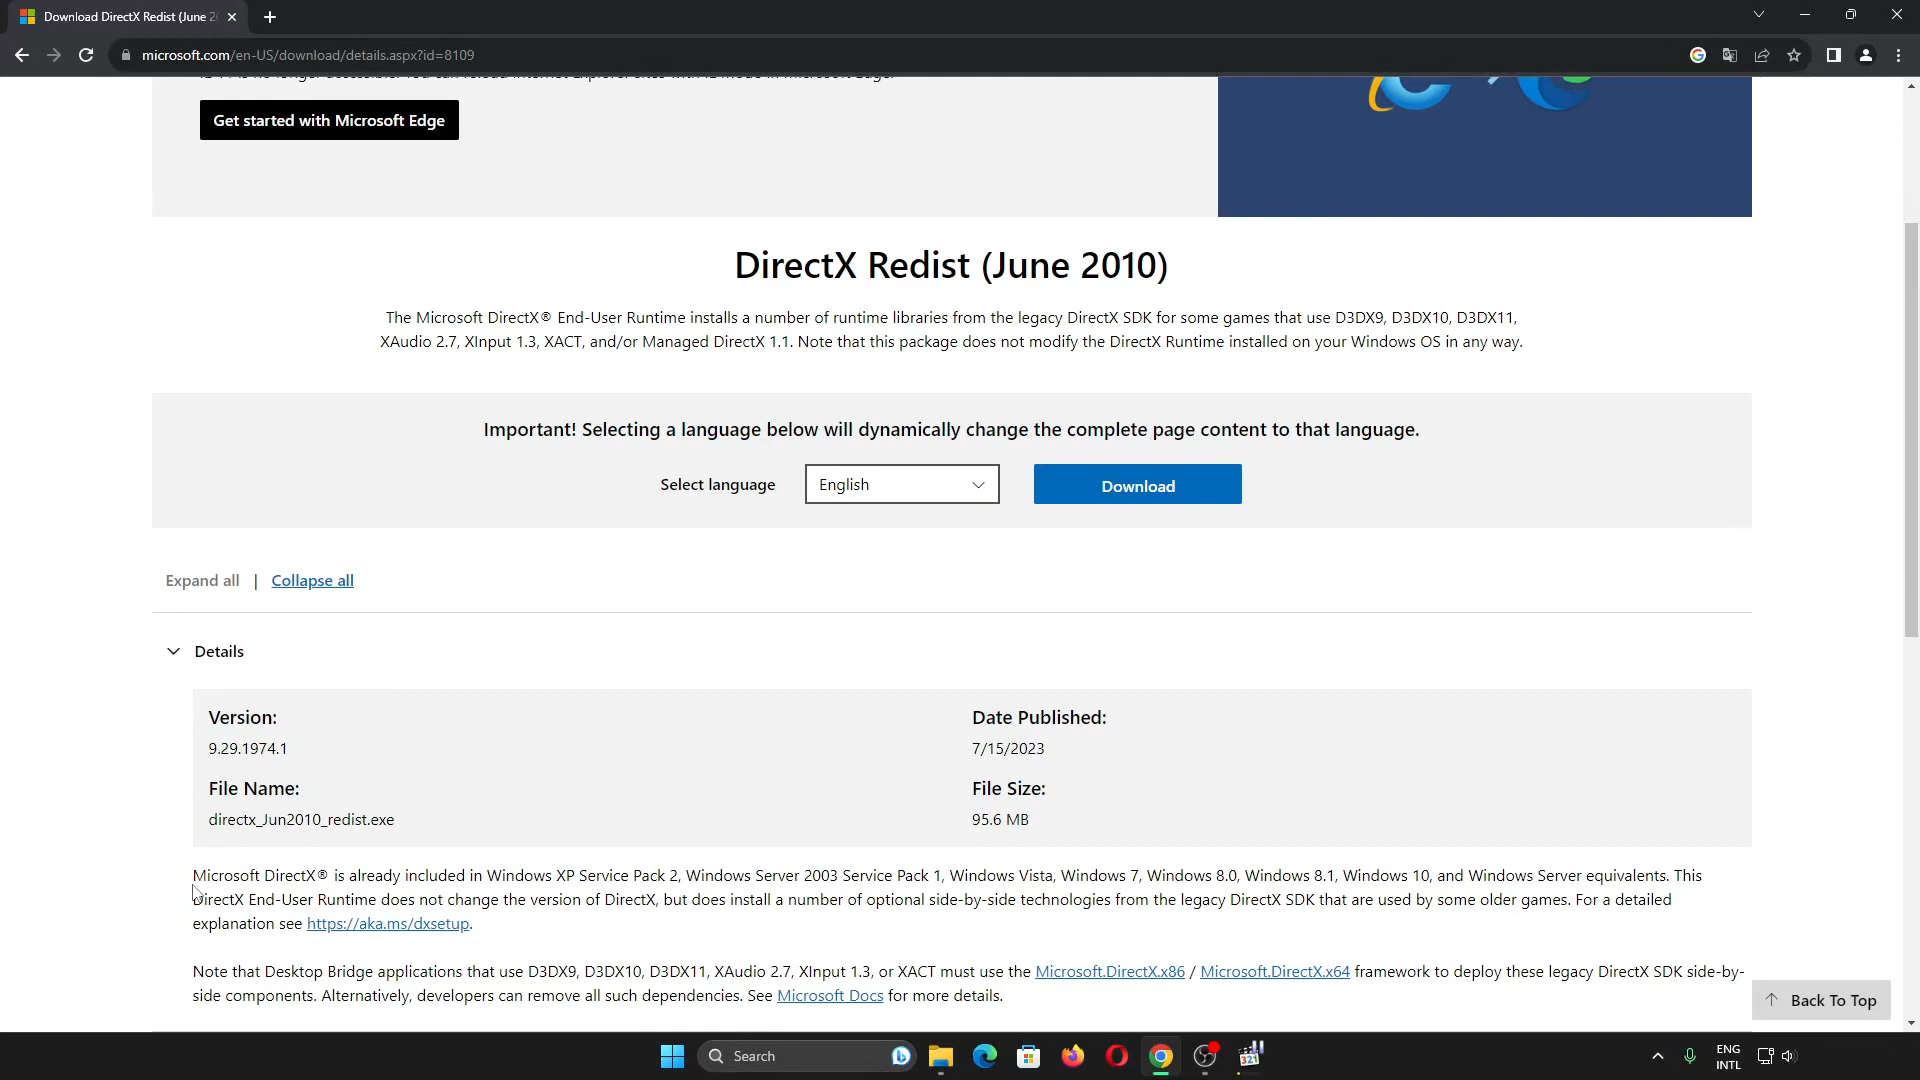 Download DirectX Redist (June 2
microsoft.com/en-US/download/details.aspx?id=8109
Get started with Microsoft Edge
DirectX Redist (June 2010)
The Microsoft DirectX® End-User Runtime installs a number of runtime libraries from the legacy DirectX SDK for some games that use D3DX9, D3DX10, D3DX11,
XAudio 2.7, XInput 1.3, XACT, and/or Managed DirectX 1.1. Note that this package does not modify the DirectX Runtime installed on your Windows OS in any way.
Important! Selecting a language below will dynamically change the complete page content to that language.
Select language English Download
Expand all | Collapse all
Details
Version: Date Published:
9.29.1974.1 7/15/2023
File Name: File Size:
directx_Jun2010_redist.exe 95.6 MB
Microsoft DirectX® is already included in Windows XP Service Pack 2, Windows Server 2003 Service Pack 1, Windows Vista, Windows 7, Windows 8.0, Windows 8.1, Windows 10, and Windows Server equivalents. This
DirectX End-User Runtime does not change the version of DirectX, but does install a number of optional side-by-side technologies from the legacy DirectX SDK that are used by some older games. For a detailed
explanation see https://aka.ms/dxsetup.
Note that Desktop Bridge applications that use D3DX9, D3DX10, D3DX11, XAudio 2.7, XInput 1.3, or XACT must use the Microsoft.DirectX.x86 / Microsoft.DirectX.x64 framework to deploy these legacy DirectX SDK side-by-
side components. Alternatively, developers can remove all such dependencies. See Microsoft Docs for more details.
Back To Top
Search
321
ENG
INTL